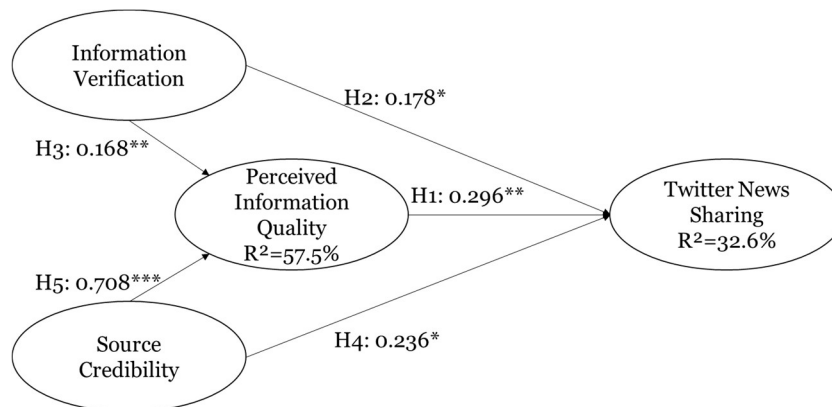 Information
Verification
H2: 0.178*
H3: 0.168**
Perceived
Information
Quality
R²=57.5%
H1: 0.296**
Twitter News
Sharing
R²=32.6%
H5: 0.708***
Source
Credibility
H4: 0.236*